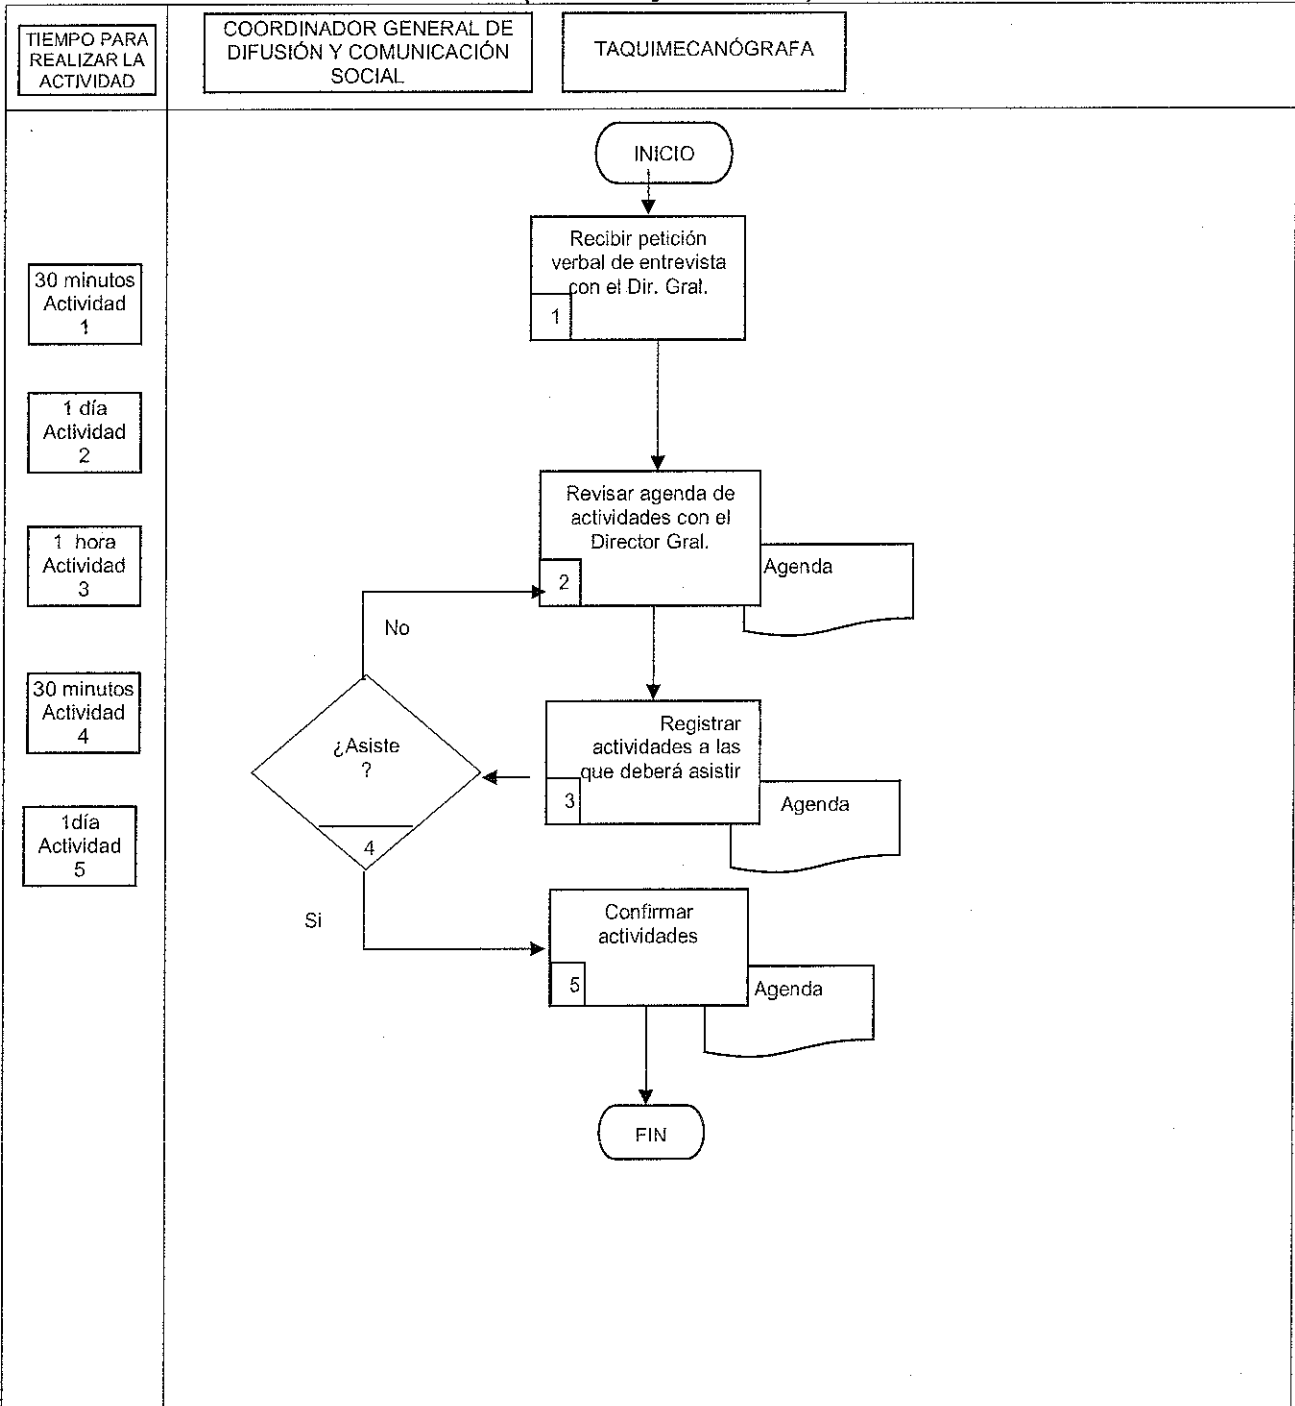 TIEMPO PARA
REALIZAR LA
ACTIVIDAD
COORDINADOR GENERAL DE
DIFUSIÓN Y COMUNICACIÓN
SOCIAL
TAQUIMECANÓGRAFA
INICIO
Recibir petición
verbal de entrevista
con el Dir. Gral.
1
30 minutos
Actividad
1
1 día
Actividad
2
Revisar agenda de
actividades con el
Director Gral.
2
Agenda
1 hora
Actividad
3
No
30 minutos
Actividad
4
¿Asiste
?
4
Registrar
actividades a las
que deberá asistir
3
Agenda
1día
Actividad
5
Si
Confirmar
actividades
5
Agenda
FIN